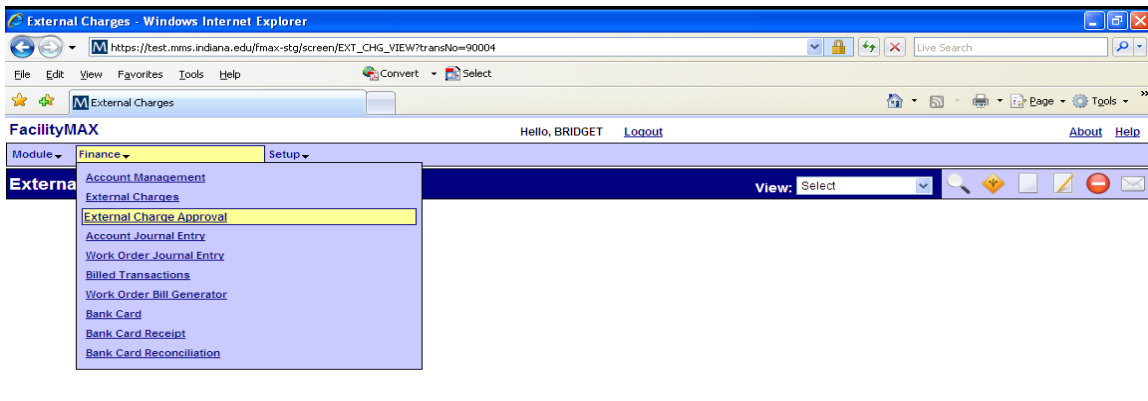 External Charges - Windows Internet Explorer
https://test.mms.indiana.edu/fmax-stg/screen/EXT_CHG_VIEW?transNo=90004
Live Search
File Edit View Favorites Tools Help Convert Select
External Charges
Page Tools
FacilityMAX Hello, BRIDGET Logout About Help
Module Finance Setup
Externa View: Select
Account Management
External Charges
External Charge Approval
Account Journal Entry
Work Order Journal Entry
Billed Transactions
Work Order Bill Generator
Bank Card
Bank Card Receipt
Bank Card Reconciliation